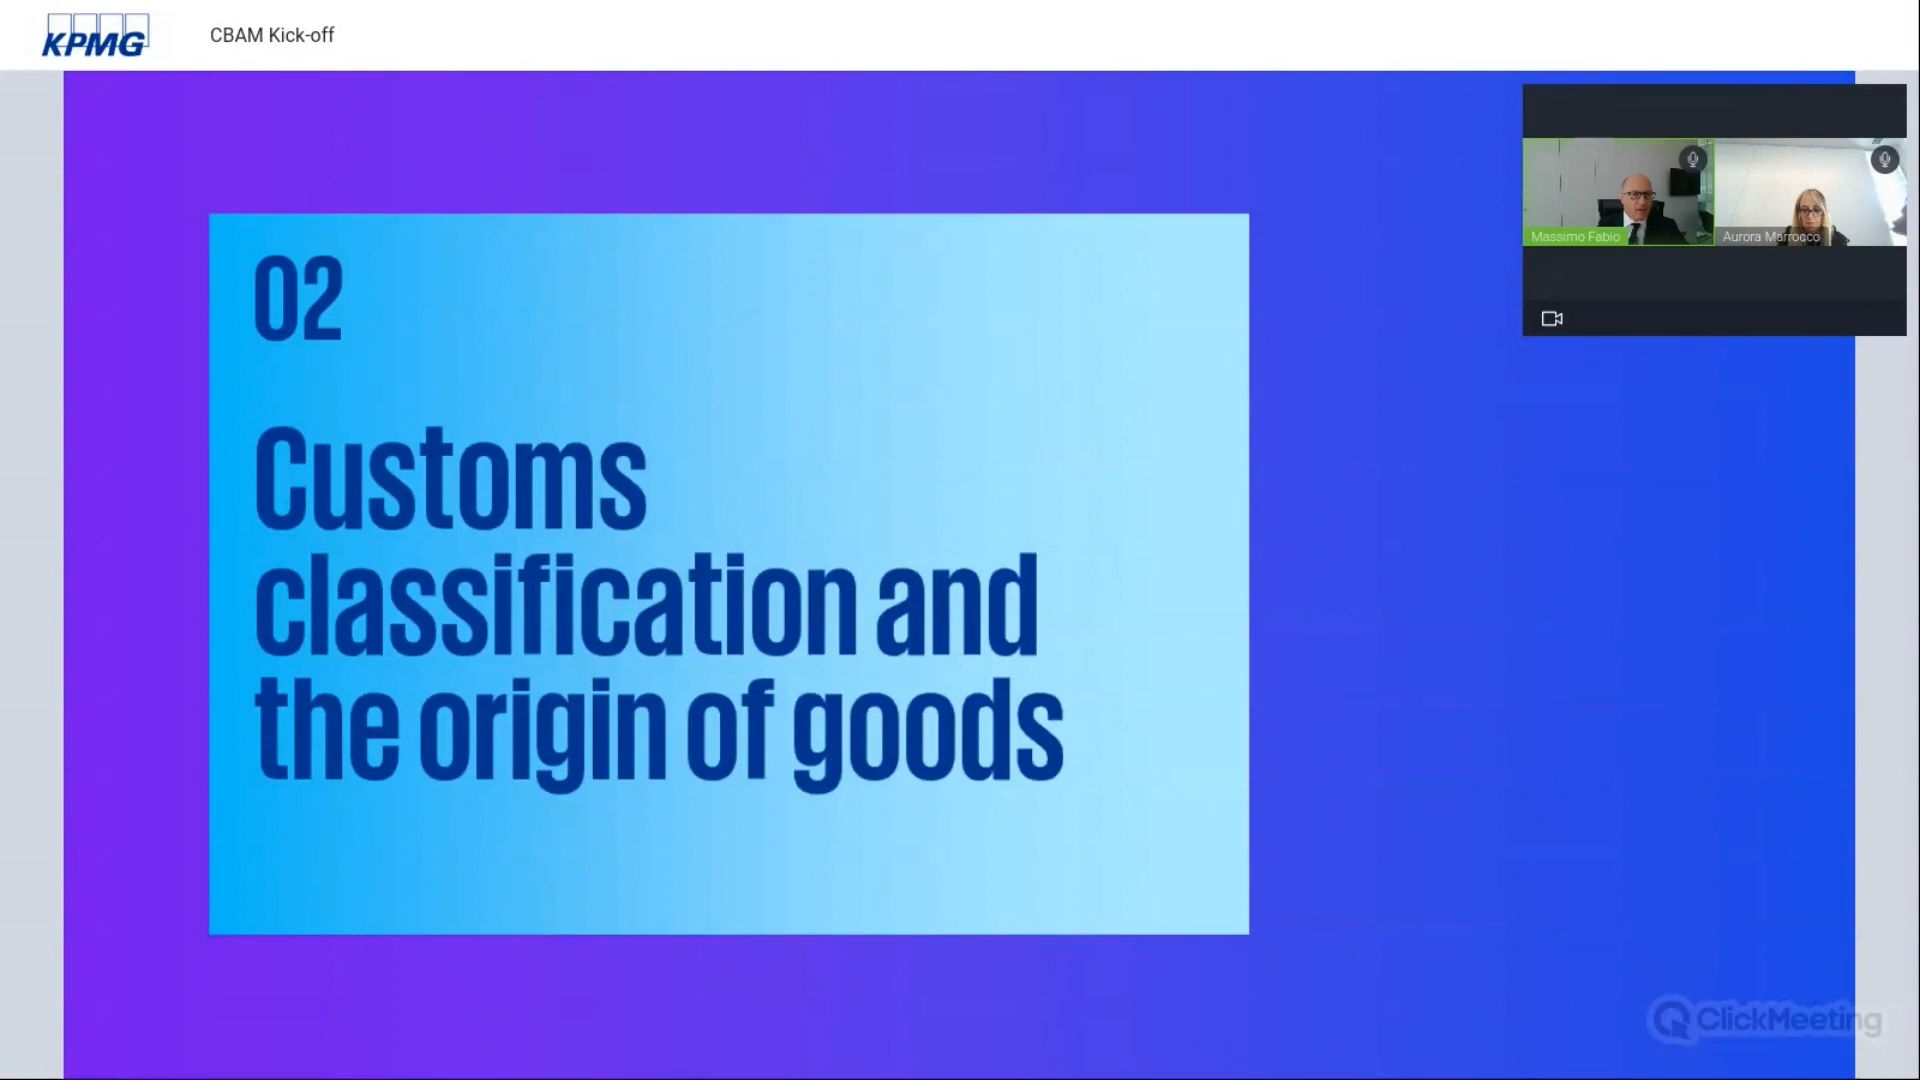 KPMG
CBAM Kick-off
Massimo Fabio
Aurora Marrocco
02
Customs
classification and
the origin of goods
ClickMeeting